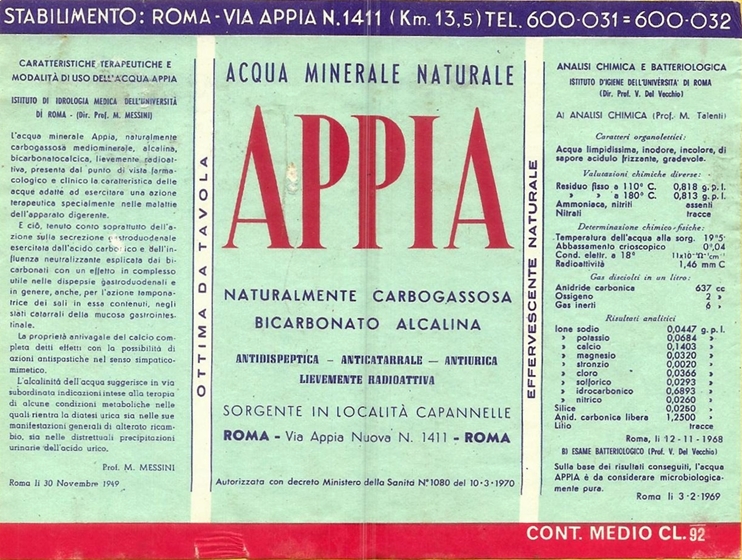 STABILIMENTO: ROMA - VIA APPIA N. 1411 (Km. 13,5) TEL. 600-031=600-032
CARATTERISTICHE TERAPEUTICHE E
MODALITÀ DI USO DELL'ACQUA APPIA
ISTITUTO DI IDROLOGIA MEDICA DELL'UNIVERSITÀ
DI ROMA - (Dir. Prof. M. MESSINI)
L'acqua minerale Appia, naturalmente
carbogassosa mediominerale, alcalina,
bicarbonatocalcica, lievemente radioat-
tiva, presenta dal punto di vista farma-
cologico e clinico la caratteristica delle
acque adatte ad esercitare una azione
terapeutica specialmente nelle malattie
dell'apparato digerente.
E ciò, tenuto conto soprattutto dell'a-
zione sulla secrezione gastroduodenale
esercitata dall'acido carbonico e dell'in-
fluenza neutralizzante esplicata dai bi-
carbonati con un effetto in complesso
utile nelle dispepsie gastroduodenali e
in genere, anche, per l'azione tampona-
trice dei sali in essa contenuti, negli
stati catarrali della mucosa gastrointe-
stinale.
La proprietà antivagale del calcio com-
pleta detti effetti con la possibilità di
azioni antispostiche nel senso simpatico-
mimetico.
L'alcalinità dell'acqua suggerisce in via
subordinata indicazioni intese alla terapia
di alcune condizioni metaboliche nelle
quali rientra la diatesi urica sia nelle sue
manifestazioni generali di alterato ricam-
bio, sia nelle distrettuali precipitazioni
urinarie dell'acido urico.
Prof. M. MESSINI
Roma li 30 Novembre 1949
OTTIMA DA TAVOLA
ACQUA MINERALE NATURALE
APPIA
NATURALMENTE CARBOGASSOSA
BICARBONATO ALCALINA
ANTIDISPEPTICA - ANTICATARRALE - ANTIURICA
LIEVEMENTE RADIOATTIVA
SORGENTE IN LOCALITÀ CAPANNELLE
ROMA - Via Appia Nuova N. 1411 - ROMA
Autorizzata con decreto Ministero della Sanità N° 1080 del 10-3-1970
EFFERVESCENTE NATURALE
ANALISI CHIMICA E BATTERIOLOGICA
ISTITUTO D'IGIENE DELL'UNIVERSITÀ DI ROMA
(Dir. Prof. V. Del Vecchio)
A) ANALISI CHIMICA (Prof. M. Talenti)
Caratteri organolettici:
Acqua limpidissima, inodore, incolore, di
sapore acidulo frizzante, gradevole.
Valutazioni chimiche diverse:
Residuo fisso a 110° C. 0,818 g.p.l.
» » a 180° C. 0,813 g.p.l.
Ammoniaca, nitriti assenti
Nitrati tracce
Determinazione chimico-fisiche:
Temperatura dell'acqua alla sorg. 19°5
Abbassamento crioscopico 0°,04
Cond. elettr. a 18° 11x10⁻⁴Ω⁻¹cm⁻¹
Radioattività 1,46 m C
Gas disciolti in un litro:
Anidride carbonica 637 cc
Ossigeno 2 »
Gas inerti 6 »
Risultati analitici
Ione sodio 0,0447 g.p.l.
» potassio 0,0684 »
» calcio 0,1403 »
» magnesio 0,0320 »
» stronzio 0,0020 »
» cloro 0,0366 »
» solforico 0,0293 »
» idrocarbonico 0,6893 »
» nitrico 0,0260 »
Silice 0,0260 »
Anid. carbonica libera 1,2500 »
Litio tracce
Roma, li 12-11-1968
B) ESAME BATTERIOLOGICO (Prof. V. Del Vecchio)
Sulla base dei risultati conseguiti, l'acqua
APPIA è da considerare microbiologica-
mente pura.
Roma li 3-2-1969
CONT. MEDIO CL. 92